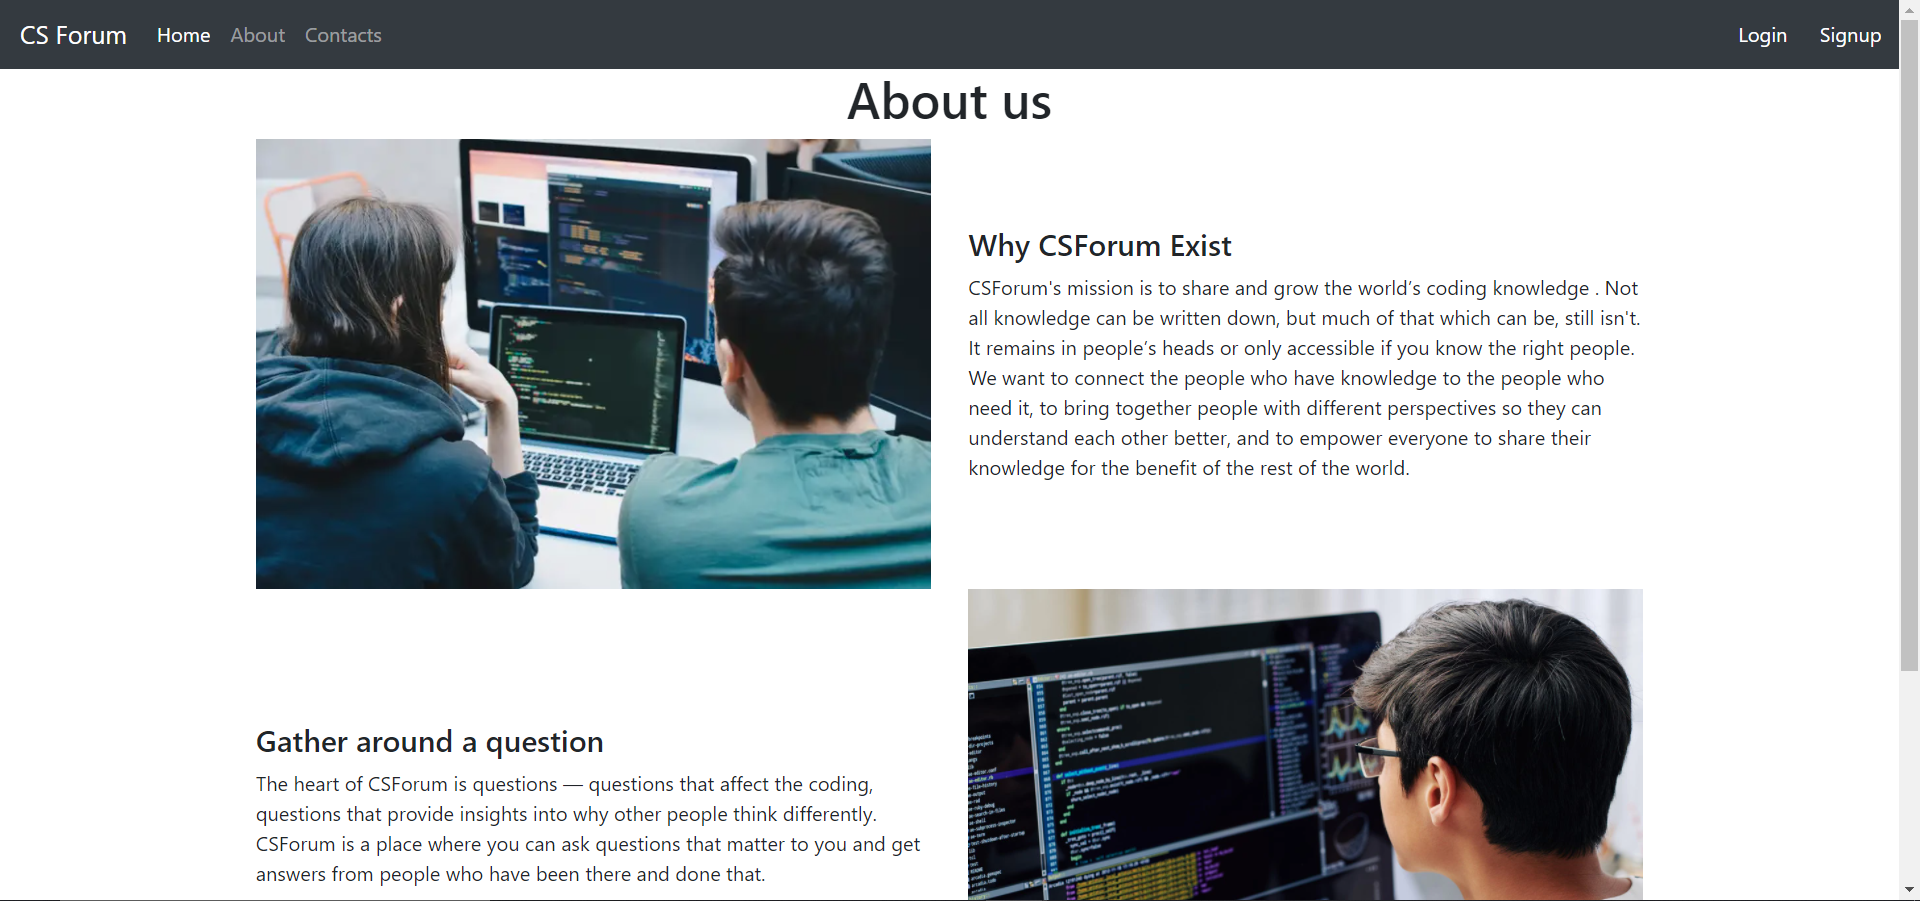 CS Forum Home About Contacts Login Signup
About us
Why CSForum Exist
CSForum's mission is to share and grow the world’s coding knowledge . Not
all knowledge can be written down, but much of that which can be, still isn't.
It remains in people’s heads or only accessible if you know the right people.
We want to connect the people who have knowledge to the people who
need it, to bring together people with different perspectives so they can
understand each other better, and to empower everyone to share their
knowledge for the benefit of the rest of the world.
Gather around a question
The heart of CSForum is questions — questions that affect the coding,
questions that provide insights into why other people think differently.
CSForum is a place where you can ask questions that matter to you and get
answers from people who have been there and done that.